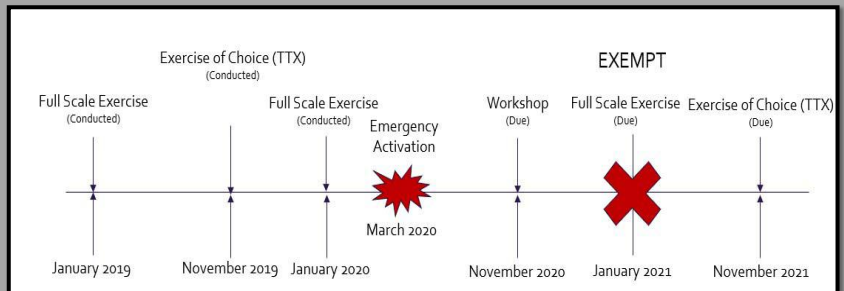 Exercise of Choice (TTX)
(Conducted)
EXEMPT
Full Scale Exercise
(Conducted)
Full Scale Exercise
(Conducted)
Emergency
Activation
Workshop
(Due)
Full Scale Exercise
(Due)
Exercise of Choice (TTX)
(Due)
March 2020
January 2019
November 2019
January 2020
November 2020
January 2021
November 2021